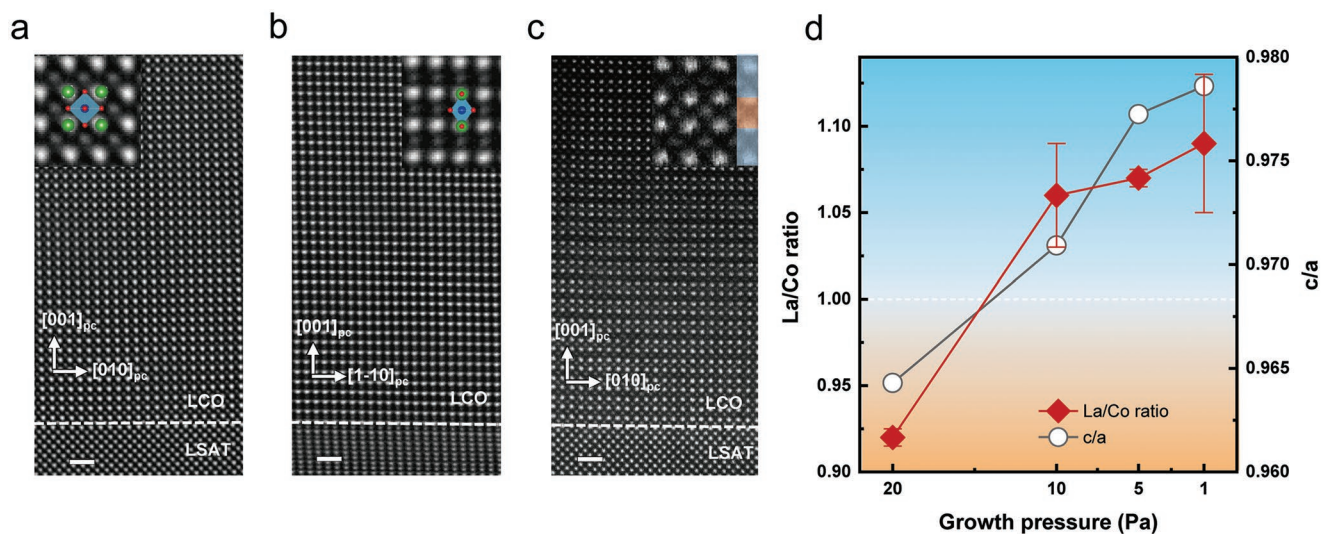 a
b
c
d
[001]pc
[010]pc
LCO
LSAT
[001]pc
[1-10]pc
LCO
[001]pc
[010]pc
LCO
LSAT
La/Co ratio
1.10
1.05
1.00
0.95
0.90
0.980
0.975
0.970
0.965
0.960
c/a
La/Co ratio
c/a
20
10
5
1
Growth pressure (Pa)